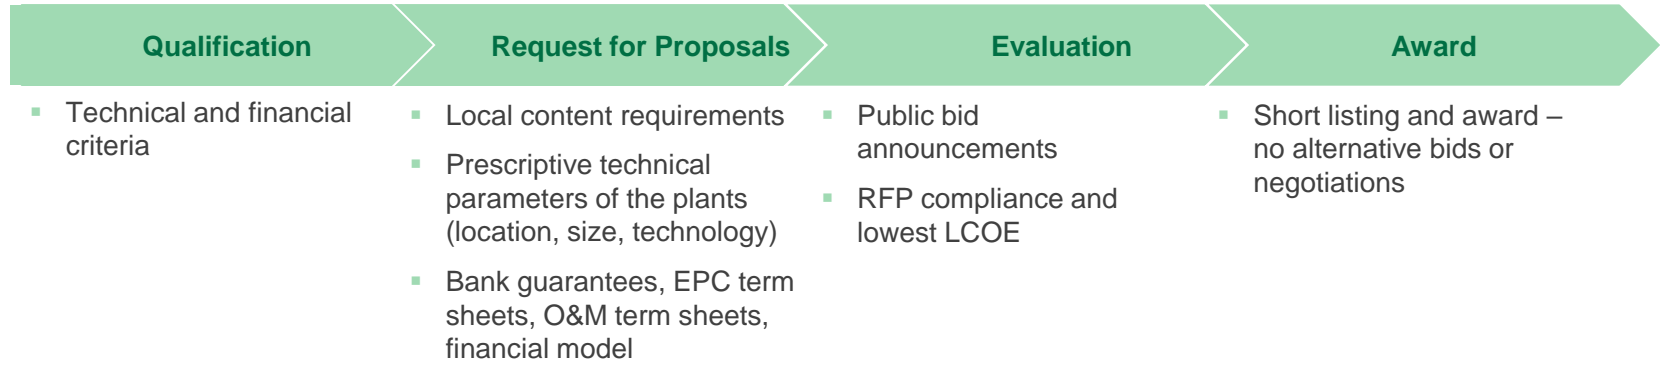 Qualification
Technical and financial
criteria
Request for Proposals
Local content requirements
Prescriptive technical
parameters of the plants
(location, size, technology)
Bank guarantees, EPC term
sheets, O&M term sheets,
financial model
Evaluation
Public bid
announcements
RFP compliance and
lowest LCOE
Award
Short listing and award –
no alternative bids or
negotiations